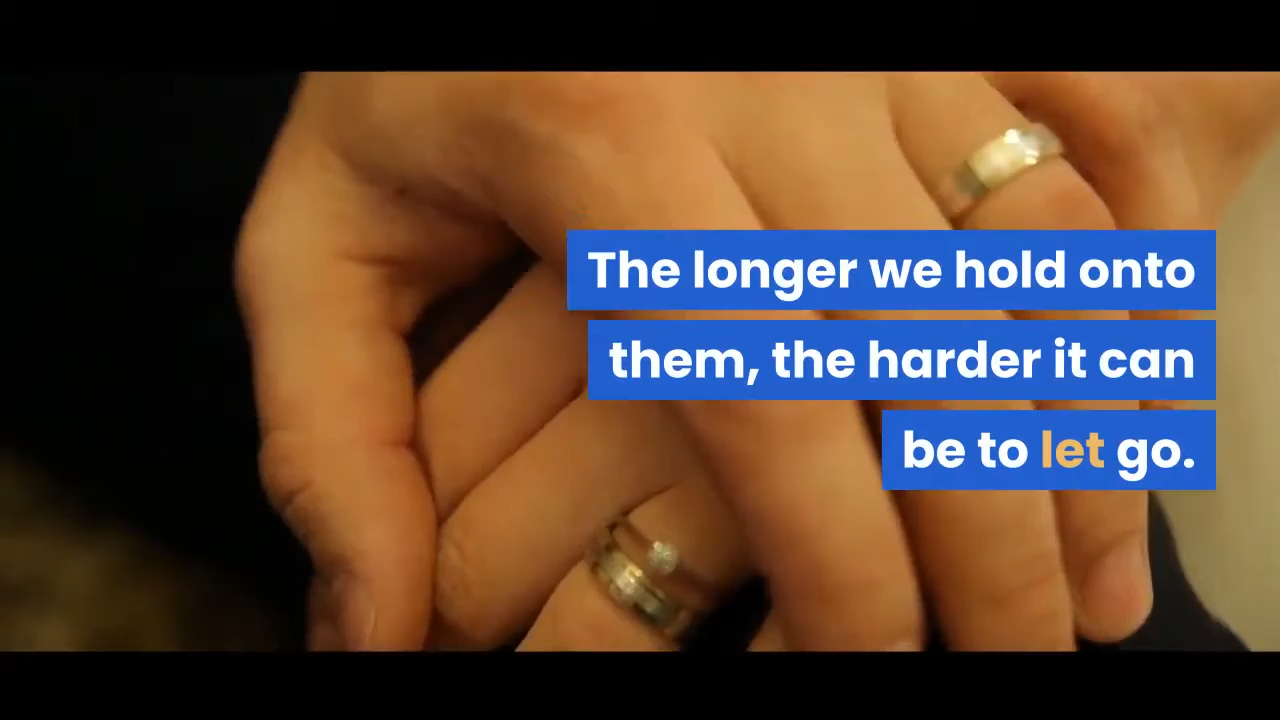 The longer we hold onto
them, the harder it can
be to let go.